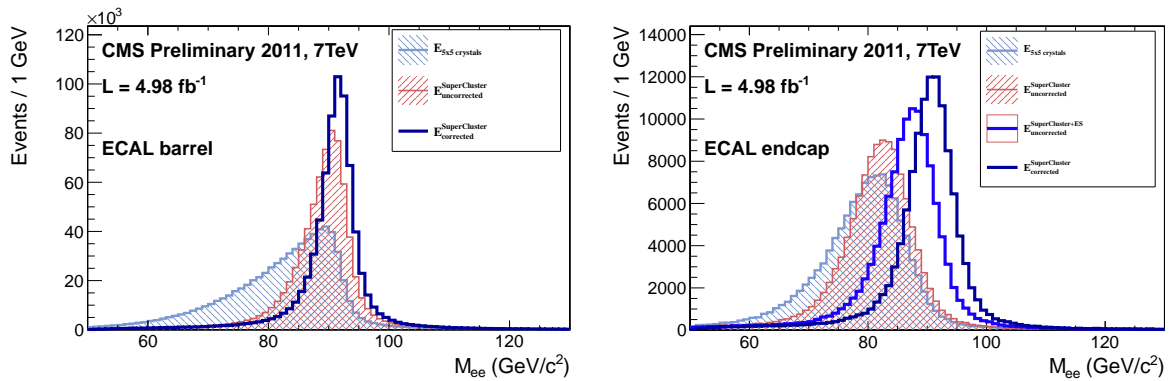 ×10³
120
100
80
60
40
20
0
Events / 1 GeV
CMS Preliminary 2011, 7TeV
L = 4.98 fb⁻¹
ECAL barrel
E5x5 crystals
E SuperCluster uncorrected
E SuperCluster corrected
60 80 100 120
Mee (GeV/c²)
14000
12000
10000
8000
6000
4000
2000
0
Events / 1 GeV
CMS Preliminary 2011, 7TeV
L = 4.98 fb⁻¹
ECAL endcap
E5x5 crystals
E SuperCluster uncorrected
E SuperCluster+ES uncorrected
E SuperCluster corrected
60 80 100 120
Mee (GeV/c²)